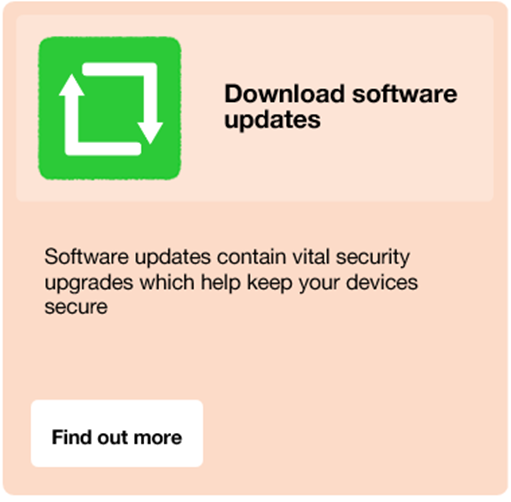 Download software
updates
Software updates contain vital security
upgrades which help keep your devices
secure
Find out more